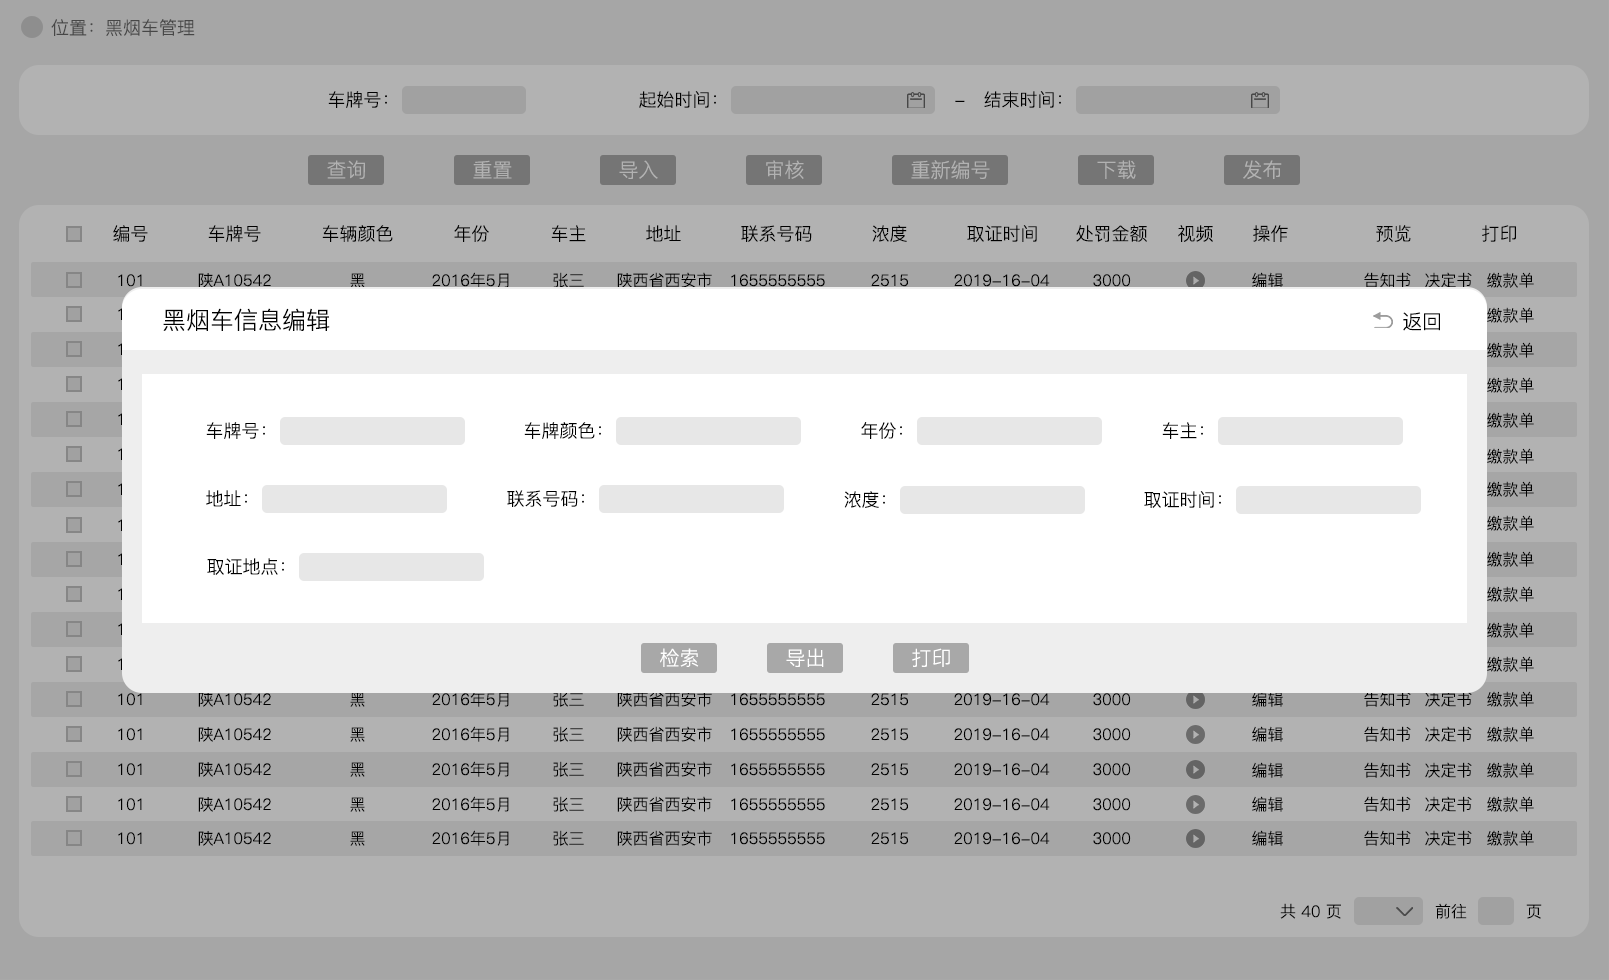 位置：黑烟车管理
车牌号： 起始时间： – 结束时间：
查询 重置 导入 审核 重新编号 下载 发布
编号 车牌号 车辆颜色 年份 车主 地址 联系号码 浓度 取证时间 处罚金额 视频 操作 预览 打印
101 陕A10542 黑 2016年5月 张三 陕西省西安市 1655555555 2515 2019-16-04 3000 编辑 告知书 决定书 缴款单
黑烟车信息编辑 返回
缴款单
缴款单
缴款单
缴款单
车牌号： 车牌颜色： 年份： 车主：
缴款单
缴款单
地址： 联系号码： 浓度： 取证时间：
缴款单
缴款单
取证地点：
缴款单
缴款单
检索 导出 打印
缴款单
101 陕A10542 黑 2016年5月 张三 陕西省西安市 1655555555 2515 2019-16-04 3000 编辑 告知书 决定书 缴款单
101 陕A10542 黑 2016年5月 张三 陕西省西安市 1655555555 2515 2019-16-04 3000 编辑 告知书 决定书 缴款单
101 陕A10542 黑 2016年5月 张三 陕西省西安市 1655555555 2515 2019-16-04 3000 编辑 告知书 决定书 缴款单
101 陕A10542 黑 2016年5月 张三 陕西省西安市 1655555555 2515 2019-16-04 3000 编辑 告知书 决定书 缴款单
101 陕A10542 黑 2016年5月 张三 陕西省西安市 1655555555 2515 2019-16-04 3000 编辑 告知书 决定书 缴款单
共 40 页 前往 页